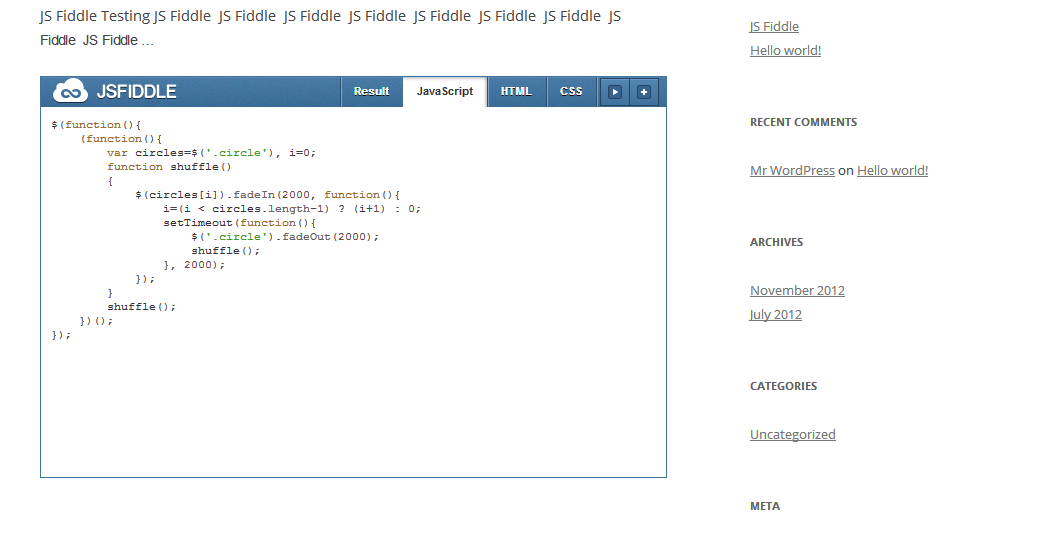 JS Fiddle Testing JS Fiddle  JS Fiddle  JS Fiddle  JS Fiddle  JS Fiddle  JS Fiddle  JS Fiddle  JS
Fiddle  JS Fiddle ...
JSFIDDLE Result JavaScript HTML CSS
$(function(){
    (function(){
        var circles=$('.circle'), i=0;
        function shuffle()
        {
            $(circles[i]).fadeIn(2000, function(){
                i=(i < circles.length-1) ? (i+1) : 0;
                setTimeout(function(){
                    $('.circle').fadeOut(2000);
                    shuffle();
                }, 2000);
            });
        }
        shuffle();
    })();
});
JS Fiddle
Hello world!
RECENT COMMENTS
Mr WordPress on Hello world!
ARCHIVES
November 2012
July 2012
CATEGORIES
Uncategorized
META